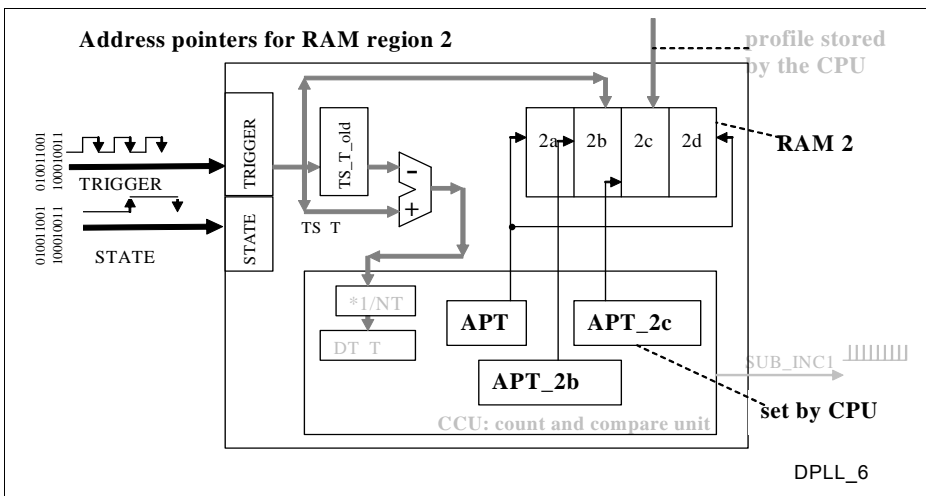 Address pointers for RAM region 2
profile stored
by the CPU
TRIGGER
TS_T_old
-
+
2a
2b
2c
2d
RAM 2
010011001
100010011
TRIGGER
010011001
100010011
STATE
STATE
TS_T
*1/NT
DT_T
APT
APT_2c
APT_2b
SUB_INC1
set by CPU
CCU: count and compare unit
DPLL_6